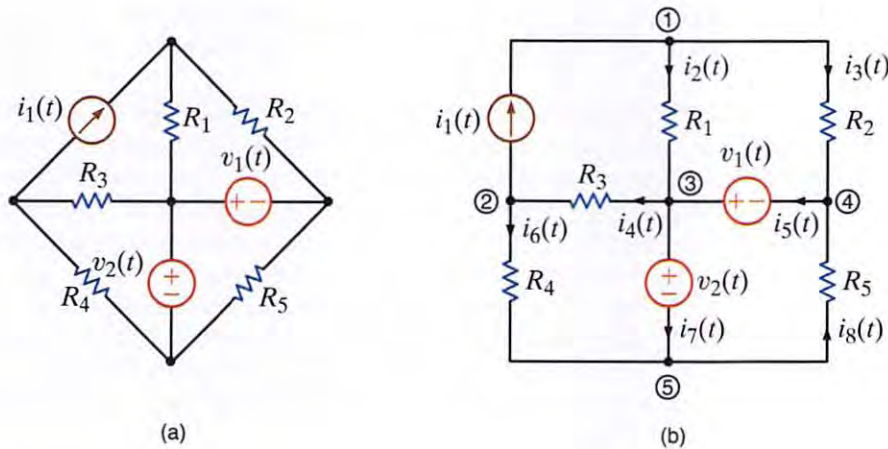 i₁(t)
R₁
R₂
R₃
v₁(t)
+ −
v₂(t)
+
−
R₄
R₅
(a)
①
i₂(t)
i₃(t)
i₁(t)
R₁
R₂
v₁(t)
②
R₃
③
+ −
④
i₆(t)
i₄(t)
i₅(t)
R₄
+
−
v₂(t)
R₅
i₇(t)
i₈(t)
⑤
(b)